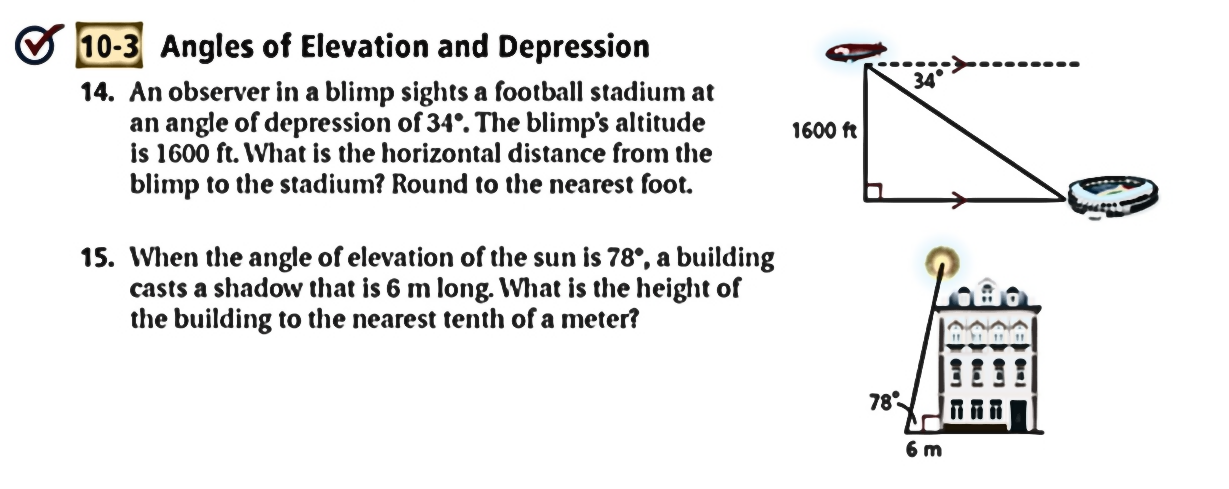 10-3 Angles of Elevation and Depression
14. An observer in a blimp sights a football stadium at
an angle of depression of 34°. The blimp's altitude
is 1600 ft. What is the horizontal distance from the
blimp to the stadium? Round to the nearest foot.
34°
1600 ft
15. When the angle of elevation of the sun is 78°, a building
casts a shadow that is 6 m long. What is the height of
the building to the nearest tenth of a meter?
78°
6 m